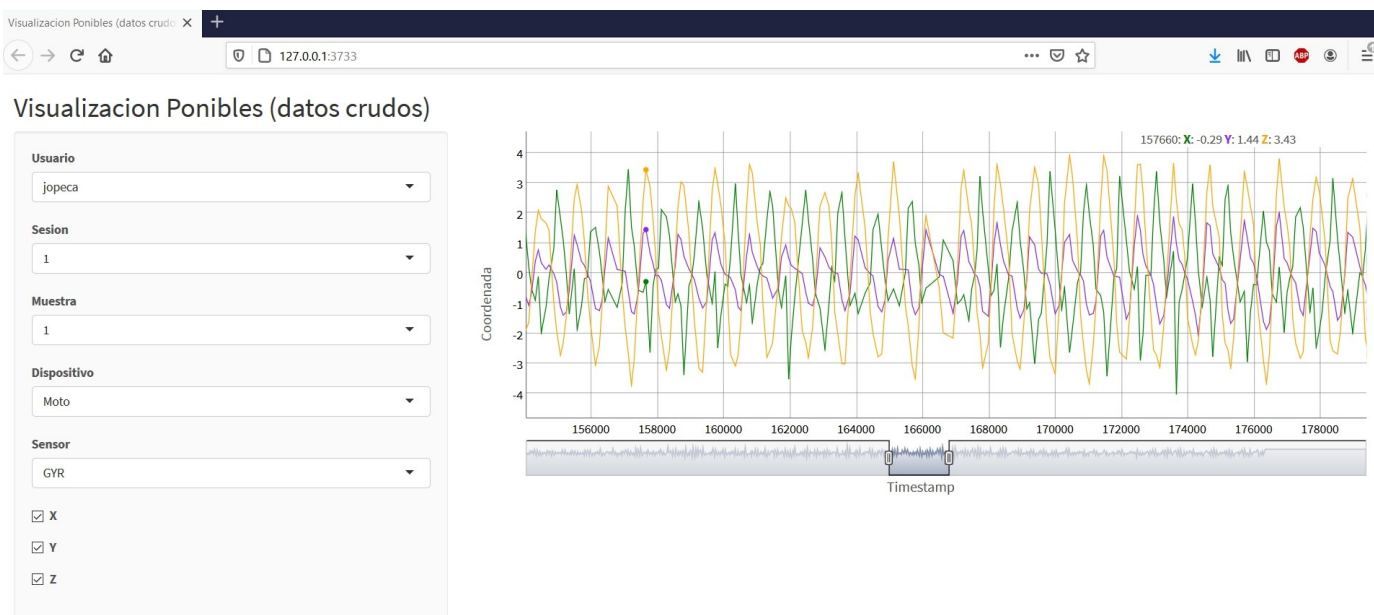 Visualizacion Ponibles (datos crudo
127.0.0.1:3733
ABP
Visualizacion Ponibles (datos crudos)
Usuario
jopeca
Sesion
1
Muestra
1
Dispositivo
Moto
Sensor
GYR
X
Y
Z
157660: X: -0.29 Y: 1.44 Z: 3.43
Coordenada
4
3
2
1
0
-1
-2
-3
-4
156000 158000 160000 162000 164000 166000 168000 170000 172000 174000 176000 178000
Timestamp